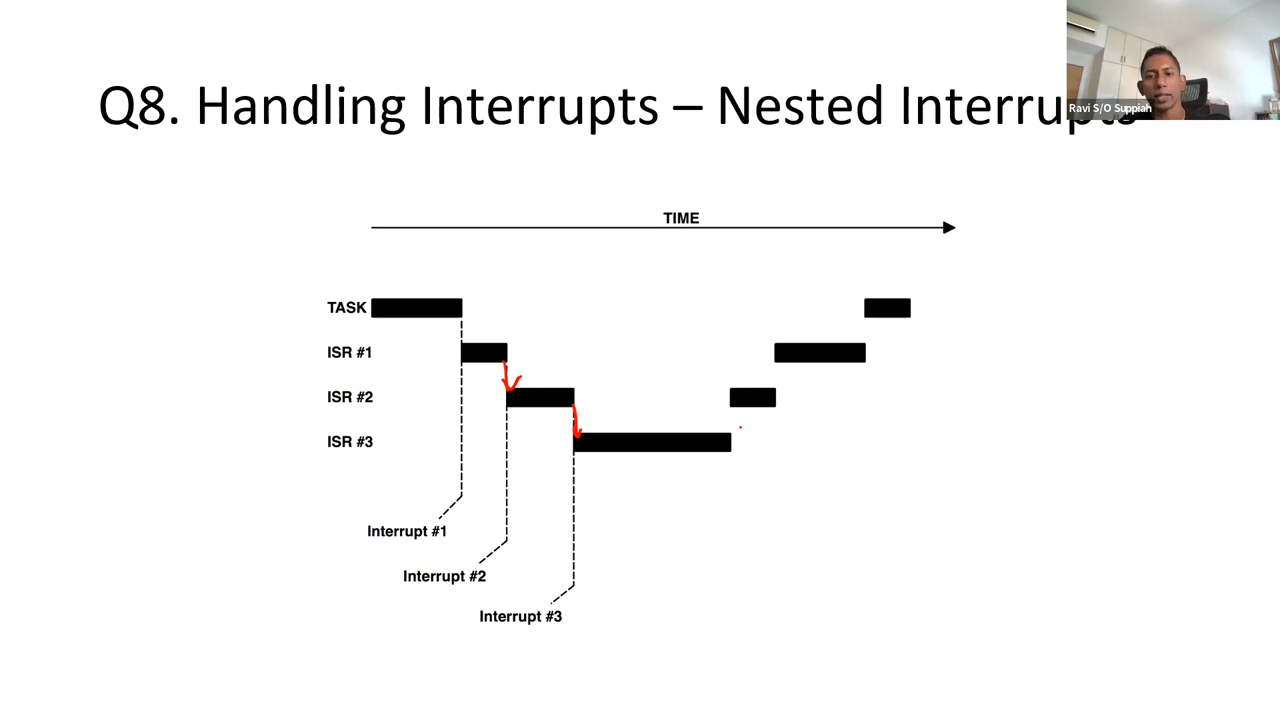 Q8. Handling Interrupts – Nested Interrupts
Ravi S/O Suppiah
TIME
TASK
ISR #1
ISR #2
ISR #3
Interrupt #1
Interrupt #2
Interrupt #3